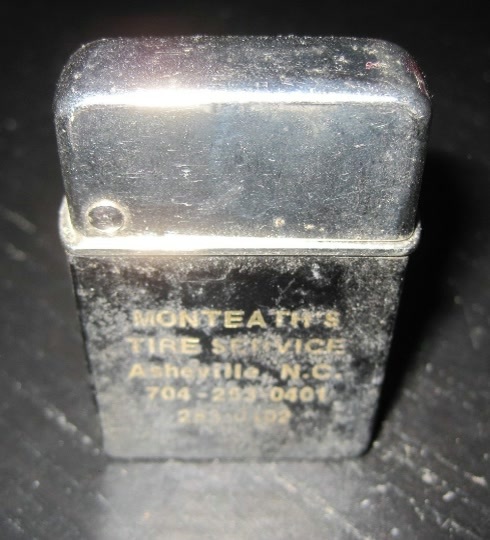 MONTEATH'S
TIRE SERVICE
Asheville, N.C.
704-253-0401